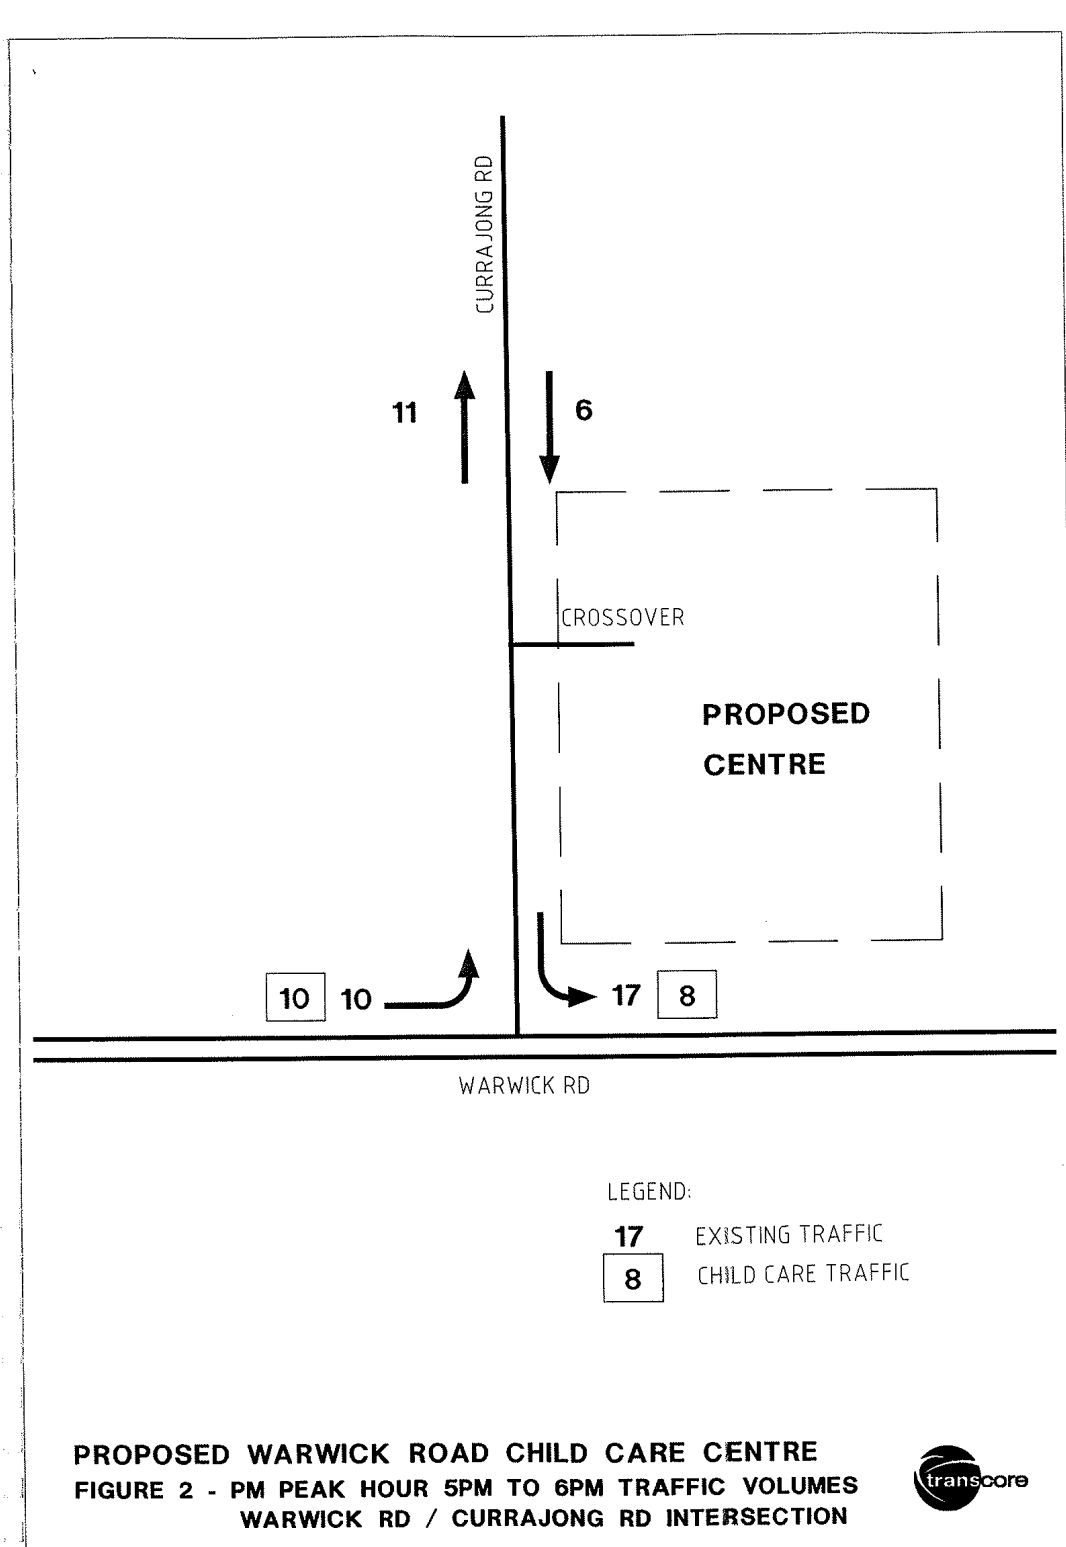 CURRAJONG RD
11
6
CROSSOVER
PROPOSED
CENTRE
10 10
17 8
WARWICK RD
LEGEND:
17 EXISTING TRAFFIC
8 CHILD CARE TRAFFIC
PROPOSED WARWICK ROAD CHILD CARE CENTRE
FIGURE 2 - PM PEAK HOUR 5PM TO 6PM TRAFFIC VOLUMES
WARWICK RD / CURRAJONG RD INTERSECTION
transcore